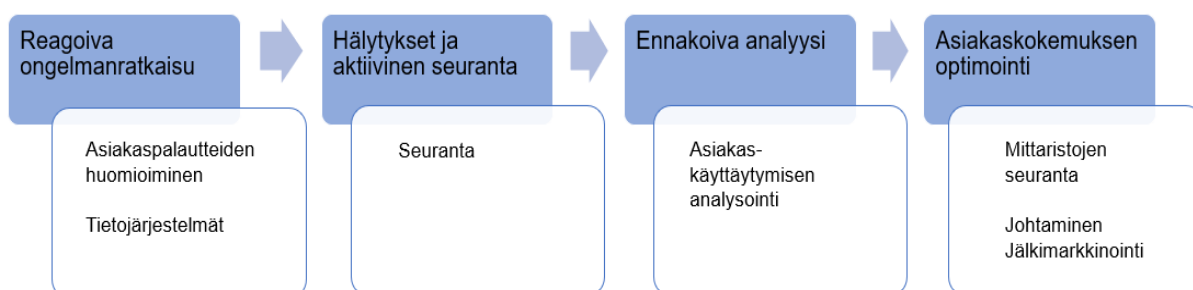 Reagoiva
ongelmanratkaisu
Asiakaspalautteiden
huomioiminen
Tietojärjestelmät
Hälytykset ja
aktiivinen seuranta
Seuranta
Ennakoiva analyysi
Asiakas-
käyttäytymisen
analysointi
Asiakaskokemuksen
optimointi
Mittaristojen
seuranta
Johtaminen
Jälkimarkkinointi